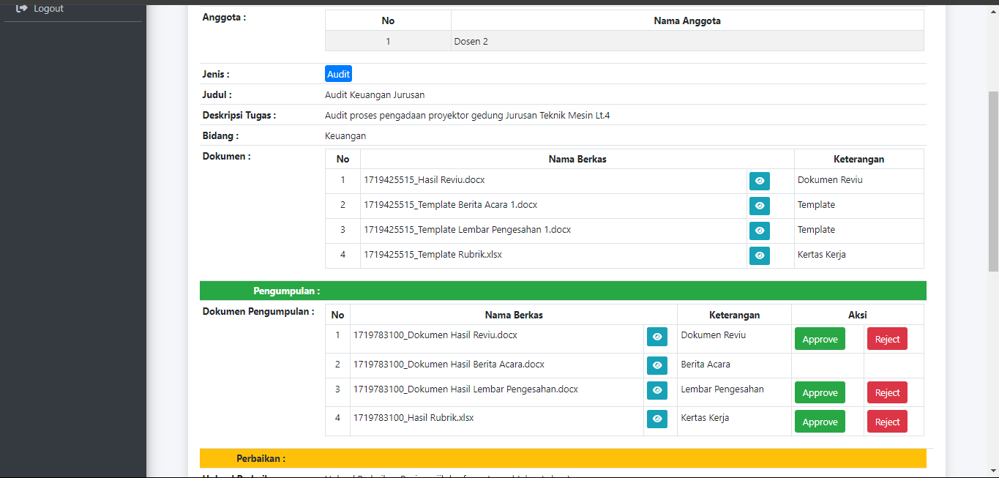 Logout
Anggota :
No Nama Anggota
1 Dosen 2
Jenis : Audit
Judul : Audit Keuangan Jurusan
Deskripsi Tugas : Audit proses pengadaan proyektor gedung Jurusan Teknik Mesin Lt.4
Bidang : Keuangan
Dokumen :
No Nama Berkas Keterangan
1 1719425515_Hasil Reviu.docx Dokumen Reviu
2 1719425515_Template Berita Acara 1.docx Template
3 1719425515_Template Lembar Pengesahan 1.docx Template
4 1719425515_Template Rubrik.xlsx Kertas Kerja
Pengumpulan :
Dokumen Pengumpulan :
No Nama Berkas Keterangan Aksi
1 1719783100_Dokumen Hasil Reviu.docx Dokumen Reviu Approve Reject
2 1719783100_Dokumen Hasil Berita Acara.docx Berita Acara
3 1719783100_Dokumen Hasil Lembar Pengesahan.docx Lembar Pengesahan Approve Reject
4 1719783100_Hasil Rubrik.xlsx Kertas Kerja Approve Reject
Perbaikan :